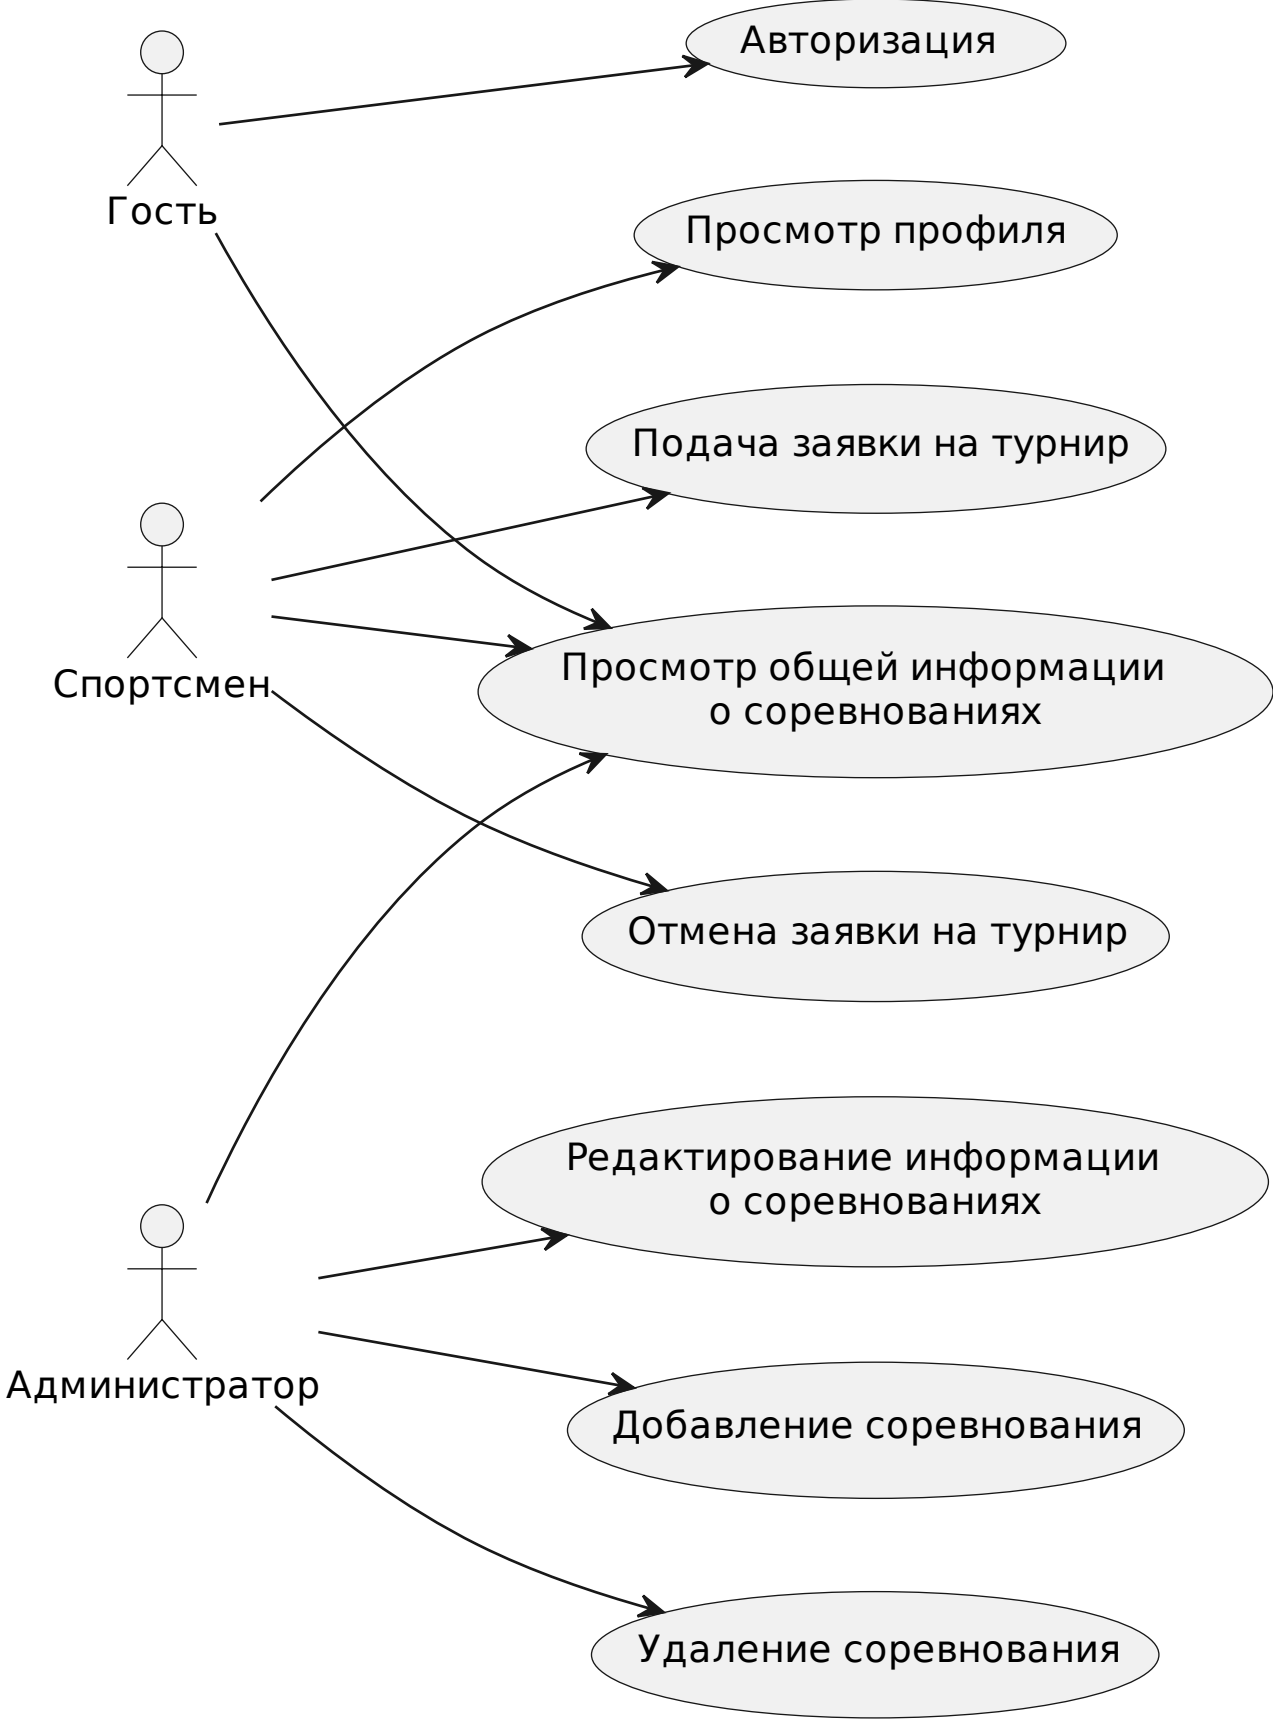 Авторизация
Гость
Просмотр профиля
Подача заявки на турнир
Спортсмен
Просмотр общей информации
о соревнованиях
Отмена заявки на турнир
Редактирование информации
о соревнованиях
Администратор
Добавление соревнования
Удаление соревнования